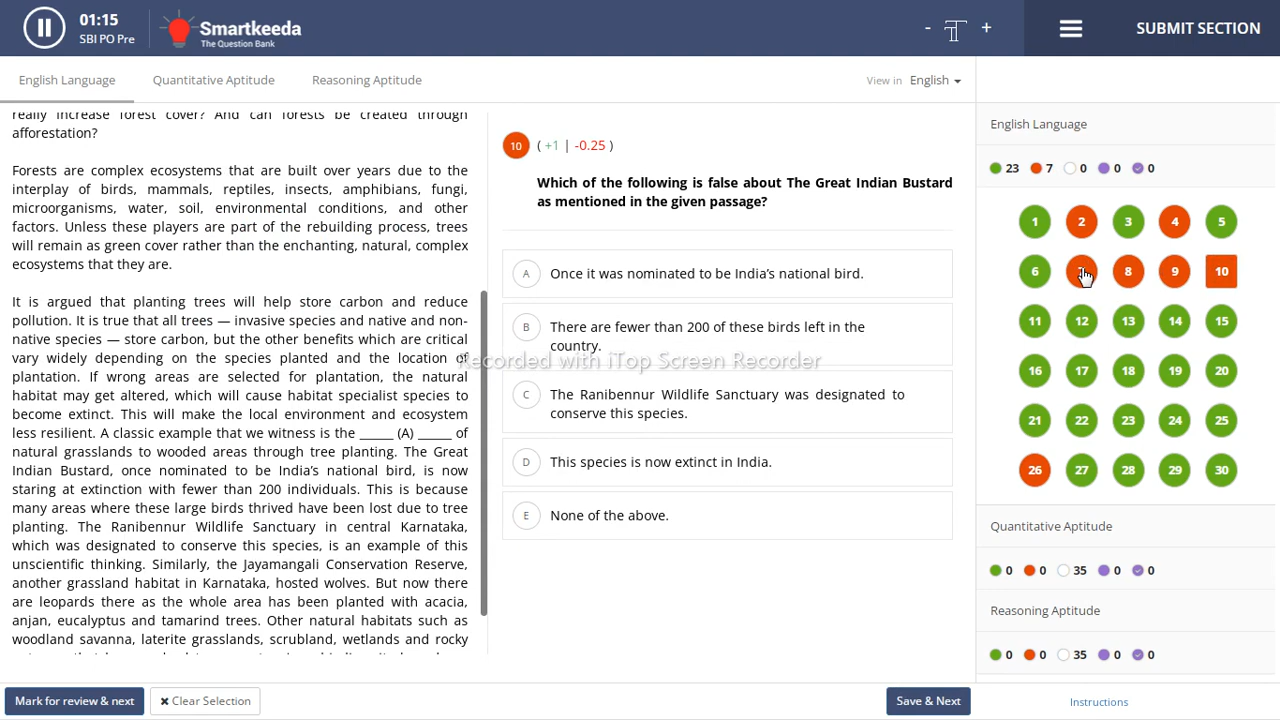 01:15
SBI PO Pre
Smartkeeda
The Question Bank
- T +
SUBMIT SECTION
English Language
Quantitative Aptitude
Reasoning Aptitude
View in English
really increase forest cover? And can forests be created through
afforestation?
Forests are complex ecosystems that are built over years due to the
interplay of birds, mammals, reptiles, insects, amphibians, fungi,
microorganisms, water, soil, environmental conditions, and other
factors. Unless these players are part of the rebuilding process, trees
will remain as green cover rather than the enchanting, natural, complex
ecosystems that they are.
It is argued that planting trees will help store carbon and reduce
pollution. It is true that all trees — invasive species and native and non-
native species — store carbon, but the other benefits which are critical
vary widely depending on the species planted and the location of
plantation. If wrong areas are selected for plantation, the natural
habitat may get altered, which will cause habitat specialist species to
become extinct. This will make the local environment and ecosystem
less resilient. A classic example that we witness is the _____ (A) _____ of
natural grasslands to wooded areas through tree planting. The Great
Indian Bustard, once nominated to be India's national bird, is now
staring at extinction with fewer than 200 individuals. This is because
many areas where these large birds thrived have been lost due to tree
planting. The Ranibennur Wildlife Sanctuary in central Karnataka,
which was designated to conserve this species, is an example of this
unscientific thinking. Similarly, the Jayamangali Conservation Reserve,
another grassland habitat in Karnataka, hosted wolves. But now there
are leopards there as the whole area has been planted with acacia,
anjan, eucalyptus and tamarind trees. Other natural habitats such as
woodland savanna, laterite grasslands, scrubland, wetlands and rocky
10 ( +1 | -0.25 )
Which of the following is false about The Great Indian Bustard
as mentioned in the given passage?
A Once it was nominated to be India's national bird.
B There are fewer than 200 of these birds left in the
country.
C The Ranibennur Wildlife Sanctuary was designated to
conserve this species.
D This species is now extinct in India.
E None of the above.
Recorded with iTop Screen Recorder
English Language
23 7 0 0 0
1 2 3 4 5
6 8 9 10
11 12 13 14 15
16 17 18 19 20
21 22 23 24 25
26 27 28 29 30
Quantitative Aptitude
0 0 35 0 0
Reasoning Aptitude
0 0 35 0 0
Mark for review & next
Clear Selection
Save & Next
Instructions